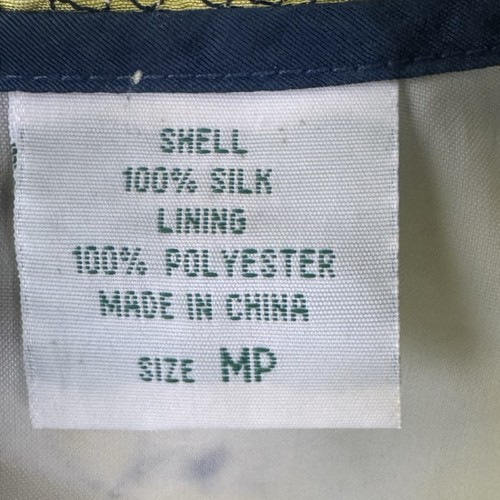 SHELL
100% SILK
LINING
100% POLYESTER
MADE IN CHINA
SIZE MP